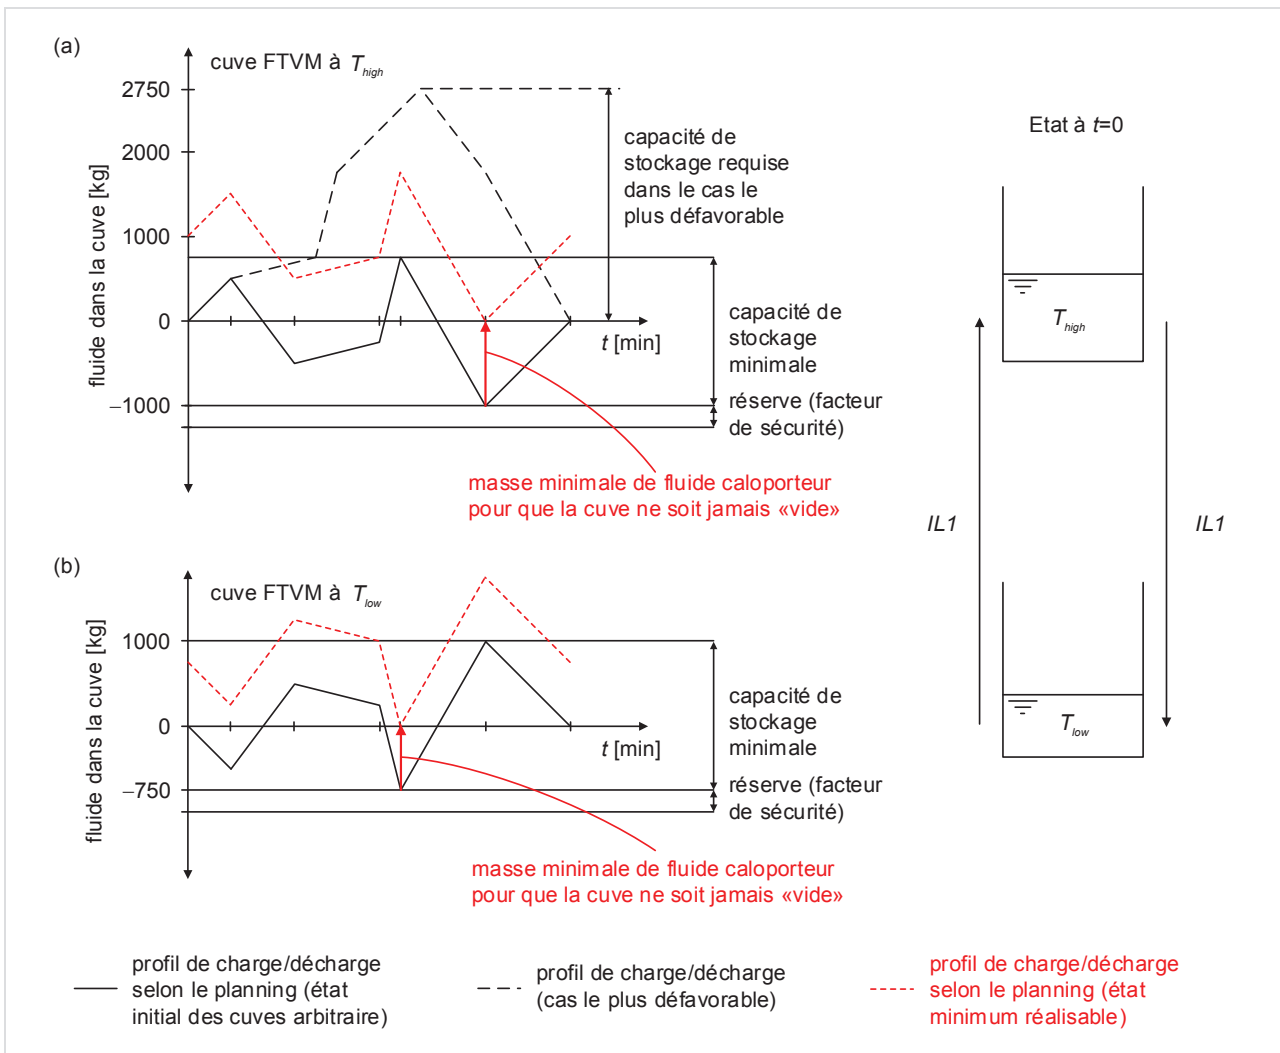 (a)
cuve FTVM à Thigh
2750
2000
1000
0
–1000
fluide dans la cuve [kg]
t [min]
capacité de
stockage requise
dans le cas le
plus défavorable
capacité de
stockage
minimale
réserve (facteur
de sécurité)
masse minimale de fluide caloporteur
pour que la cuve ne soit jamais «vide»
Etat à t=0
Thigh
IL1
IL1
Tlow
(b)
cuve FTVM à Tlow
1000
0
–750
fluide dans la cuve [kg]
t [min]
capacité de
stockage
minimale
réserve (facteur
de sécurité)
masse minimale de fluide caloporteur
pour que la cuve ne soit jamais «vide»
profil de charge/décharge
selon le planning (état
initial des cuves arbitraire)
profil de charge/décharge
(cas le plus défavorable)
profil de charge/décharge
selon le planning (état
minimum réalisable)